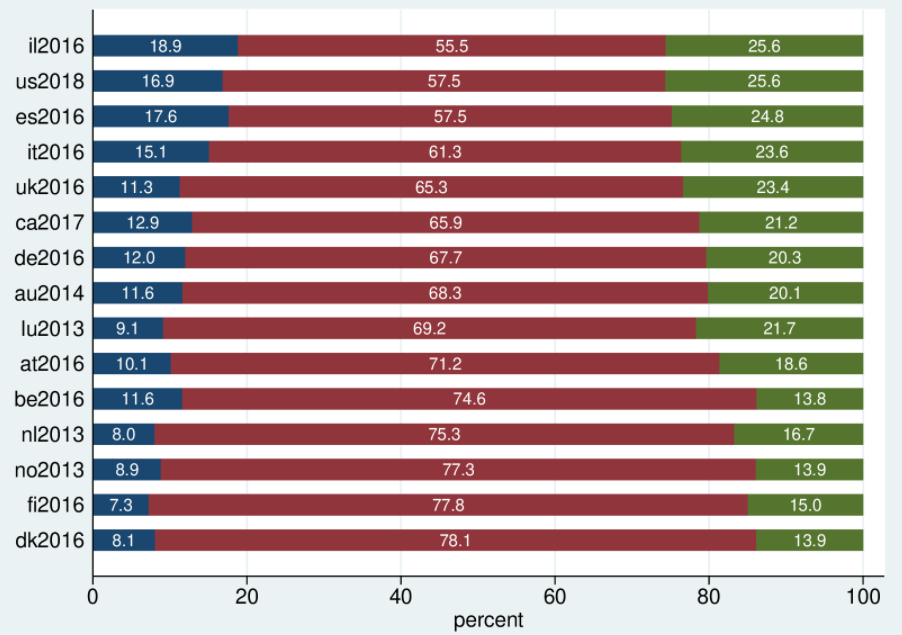 il2016 18.9 55.5 25.6
us2018 16.9 57.5 25.6
es2016 17.6 57.5 24.8
it2016 15.1 61.3 23.6
uk2016 11.3 65.3 23.4
ca2017 12.9 65.9 21.2
de2016 12.0 67.7 20.3
au2014 11.6 68.3 20.1
lu2013 9.1 69.2 21.7
at2016 10.1 71.2 18.6
be2016 11.6 74.6 13.8
nl2013 8.0 75.3 16.7
no2013 8.9 77.3 13.9
fi2016 7.3 77.8 15.0
dk2016 8.1 78.1 13.9
0 20 40 60 80 100
percent